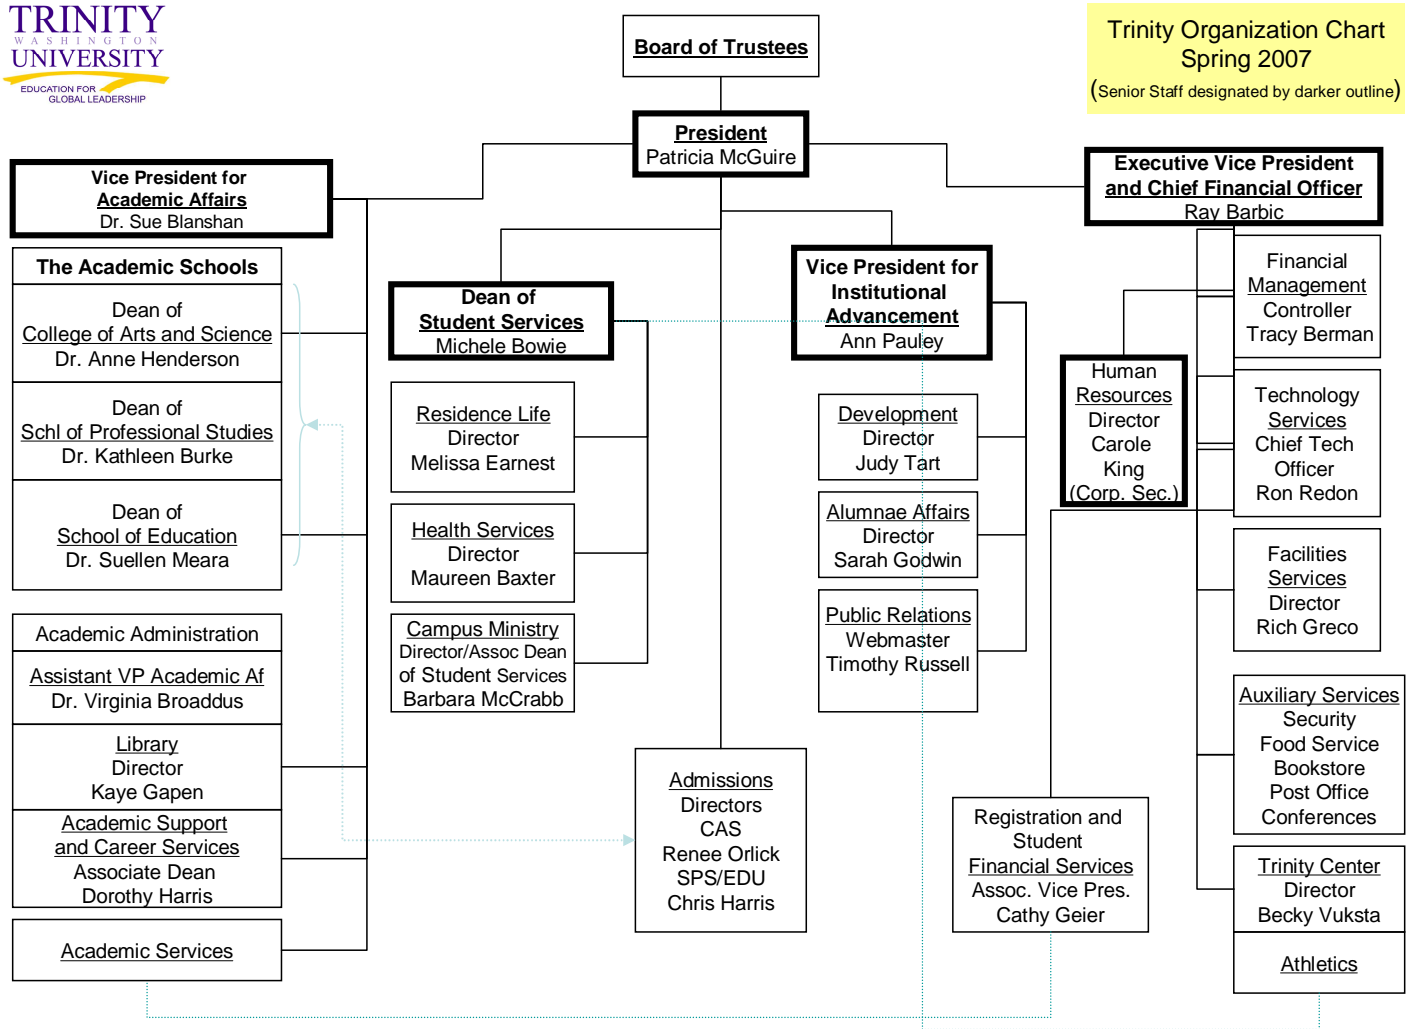 TRINITY
WASHINGTON
UNIVERSITY
EDUCATION FOR
GLOBAL LEADERSHIP
Board of Trustees
Trinity Organization Chart
Spring 2007
(Senior Staff designated by darker outline)
President
Patricia McGuire
Vice President for
Academic Affairs
Dr. Sue Blanshan
Executive Vice President
and Chief Financial Officer
Ray Barbic
The Academic Schools
Dean of
College of Arts and Science
Dr. Anne Henderson
Dean of
Schl of Professional Studies
Dr. Kathleen Burke
Dean of
School of Education
Dr. Suellen Meara
Academic Administration
Assistant VP Academic Af
Dr. Virginia Broaddus
Library
Director
Kaye Gapen
Academic Support
and Career Services
Associate Dean
Dorothy Harris
Academic Services
Dean of
Student Services
Michele Bowie
Residence Life
Director
Melissa Earnest
Health Services
Director
Maureen Baxter
Campus Ministry
Director/Assoc Dean
of Student Services
Barbara McCrabb
Admissions
Directors
CAS
Renee Orlick
SPS/EDU
Chris Harris
Vice President for
Institutional
Advancement
Ann Pauley
Development
Director
Judy Tart
Alumnae Affairs
Director
Sarah Godwin
Public Relations
Webmaster
Timothy Russell
Registration and
Student
Financial Services
Assoc. Vice Pres.
Cathy Geier
Human
Resources
Director
Carole
King
(Corp. Sec.)
Financial
Management
Controller
Tracy Berman
Technology
Services
Chief Tech
Officer
Ron Redon
Facilities
Services
Director
Rich Greco
Auxiliary Services
Security
Food Service
Bookstore
Post Office
Conferences
Trinity Center
Director
Becky Vuksta
Athletics